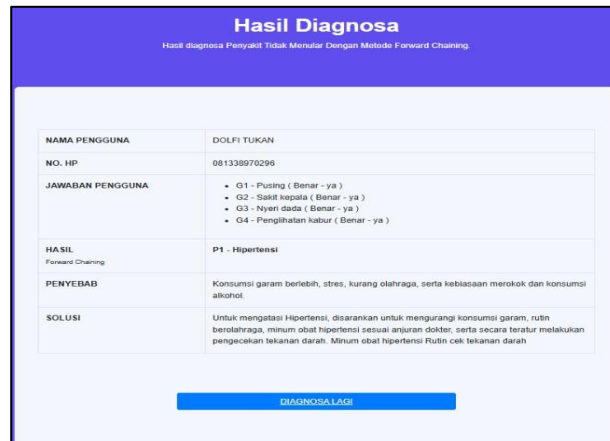 Hasil Diagnosa
Hasil diagnosa Penyakit Tidak Menular Dengan Metode Forward Chaining.
NAMA PENGGUNA DOLFI TUKAN
NO. HP 081338970296
JAWABAN PENGGUNA
• G1 - Pusing ( Benar - ya )
• G2 - Sakit kepala ( Benar - ya )
• G3 - Nyeri dada ( Benar - ya )
• G4 - Penglihatan kabur ( Benar - ya )
HASIL P1 - Hipertensi
Forward Chaining
PENYEBAB Konsumsi garam berlebih, stres, kurang olahraga, serta kebiasaan merokok dan konsumsi
alkohol.
SOLUSI Untuk mengatasi Hipertensi, disarankan untuk mengurangi konsumsi garam, rutin
berolahraga, minum obat hipertensi sesuai anjuran dokter, serta secara teratur melakukan
pengecekan tekanan darah. Minum obat hipertensi Rutin cek tekanan darah
DIAGNOSA LAGI